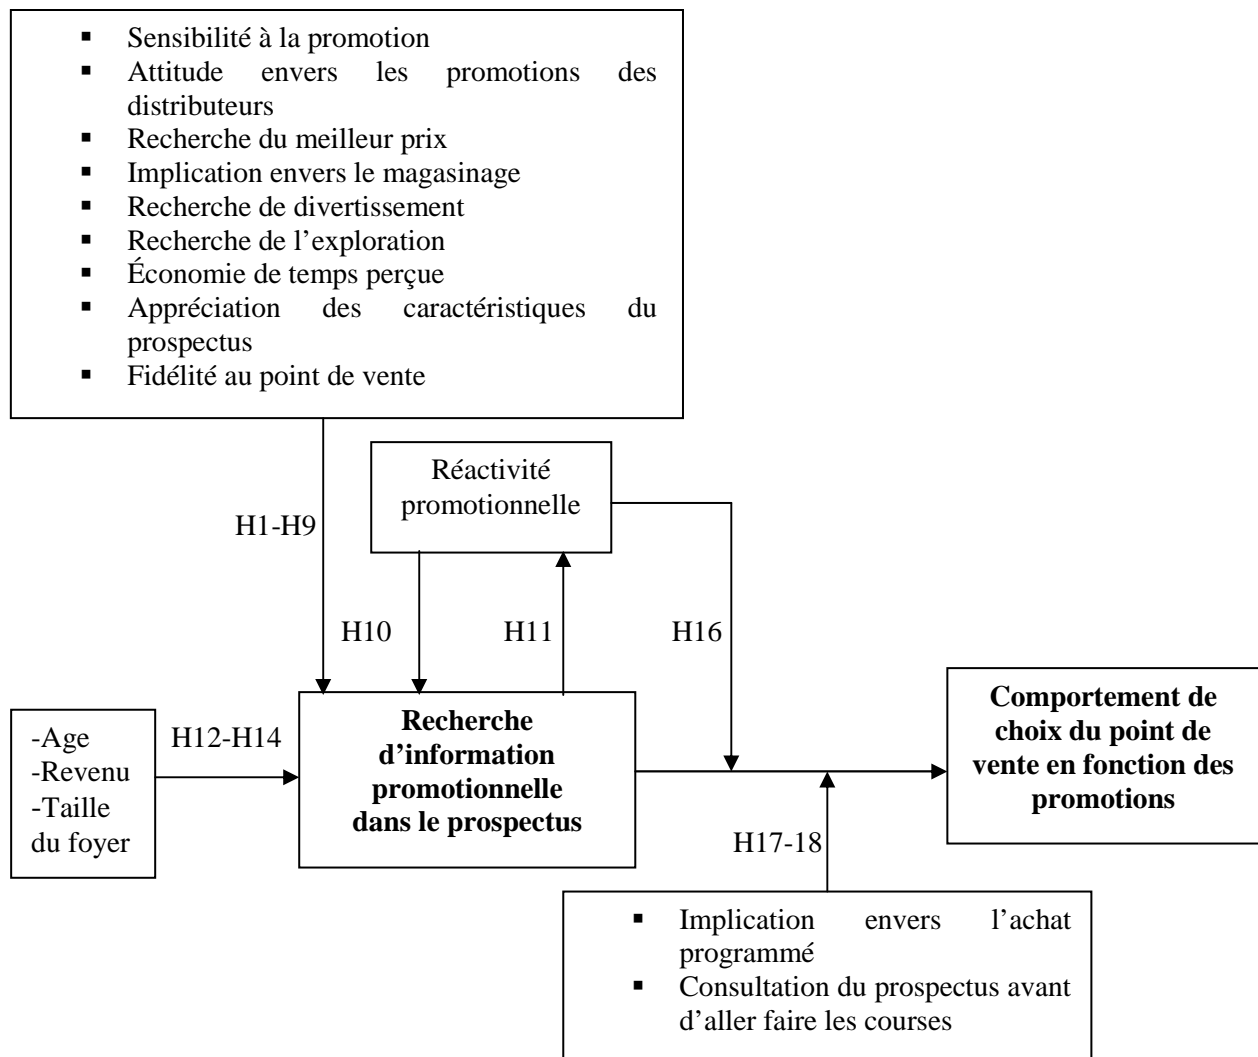 ▪ Sensibilité à la promotion
▪ Attitude envers les promotions des
distributeurs
▪ Recherche du meilleur prix
▪ Implication envers le magasinage
▪ Recherche de divertissement
▪ Recherche de l’exploration
▪ Économie de temps perçue
▪ Appréciation des caractéristiques du
prospectus
▪ Fidélité au point de vente
Réactivité
promotionnelle
H1-H9
H10
H11
H16
-Age
-Revenu
-Taille
du foyer
H12-H14
Recherche
d’information
promotionnelle
dans le prospectus
Comportement de
choix du point de
vente en fonction des
promotions
H17-18
▪ Implication envers l’achat
programmé
▪ Consultation du prospectus avant
d’aller faire les courses